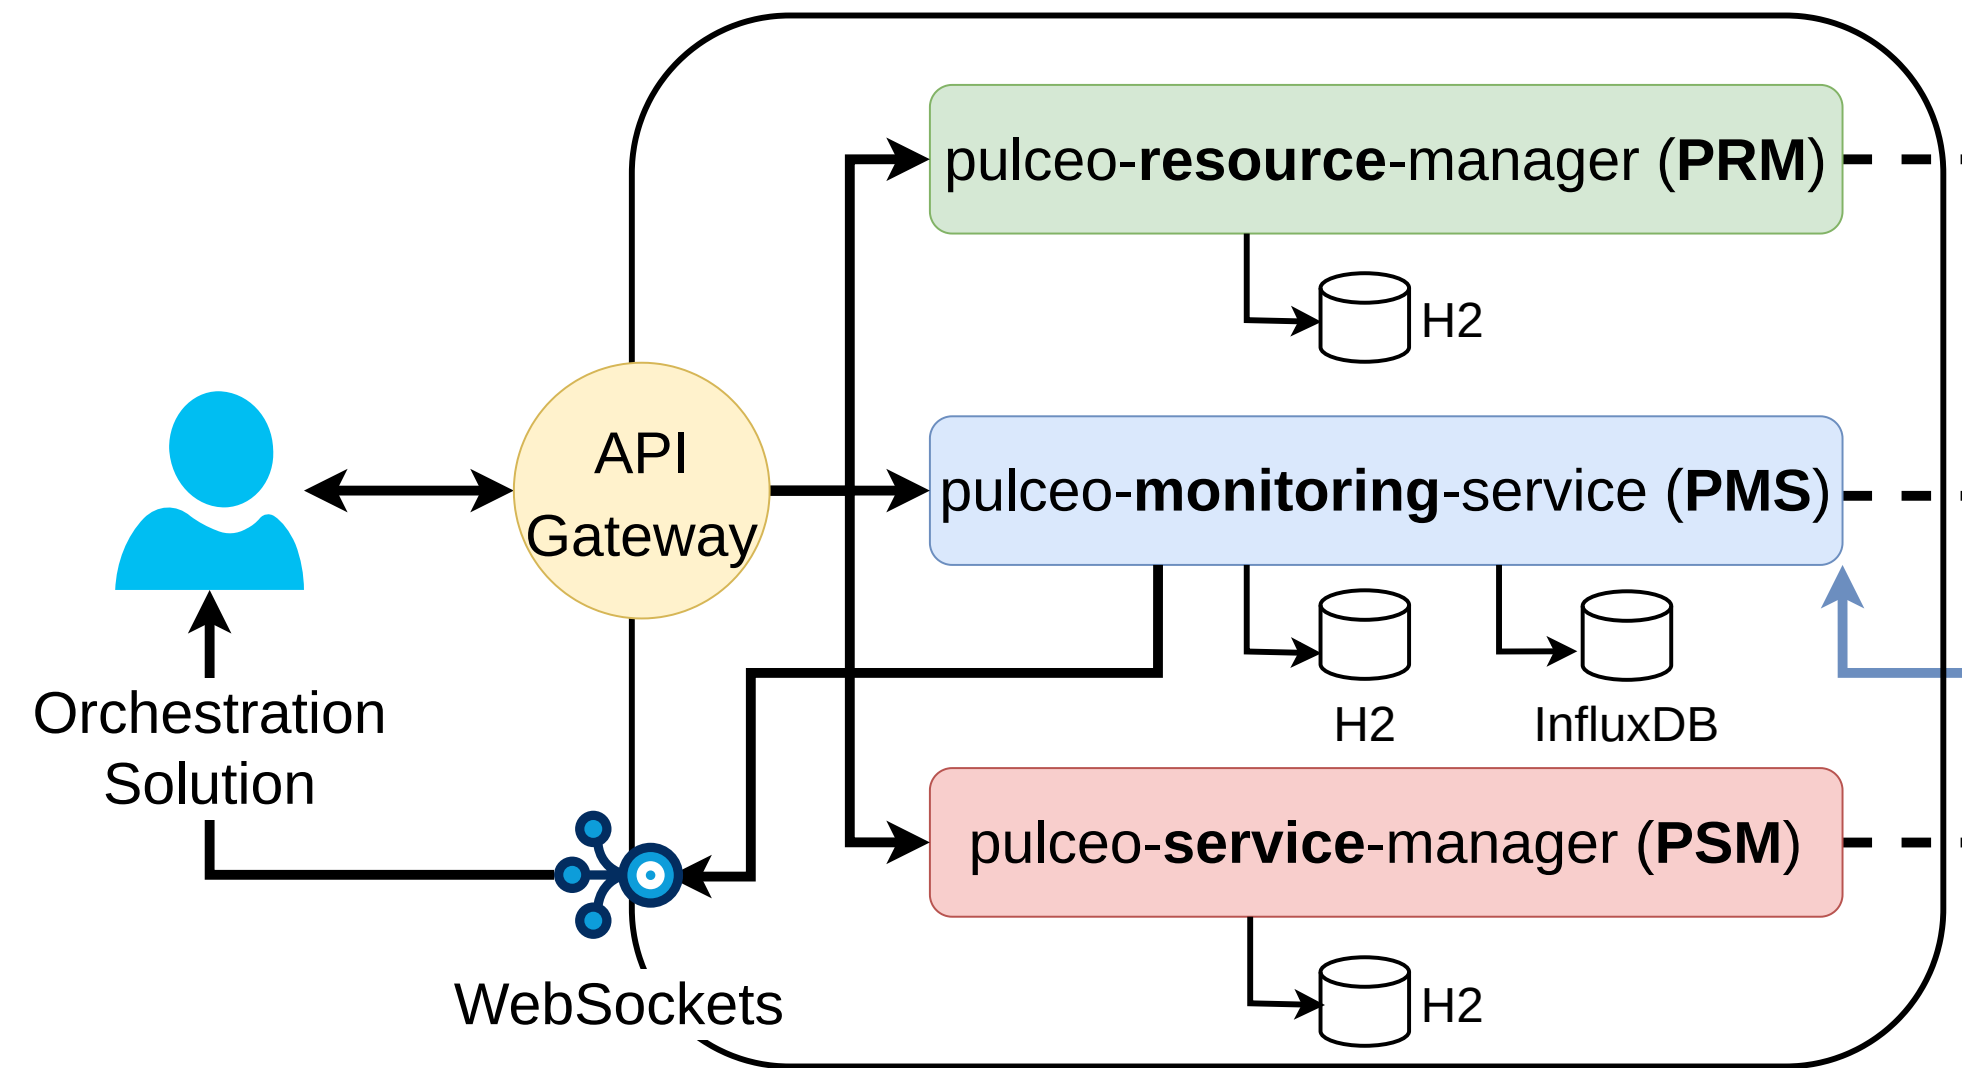 pulceo-resource-manager (PRM)
H2
API
Gateway
pulceo-monitoring-service (PMS)
H2
InfluxDB
Orchestration
Solution
pulceo-service-manager (PSM)
WebSockets
H2